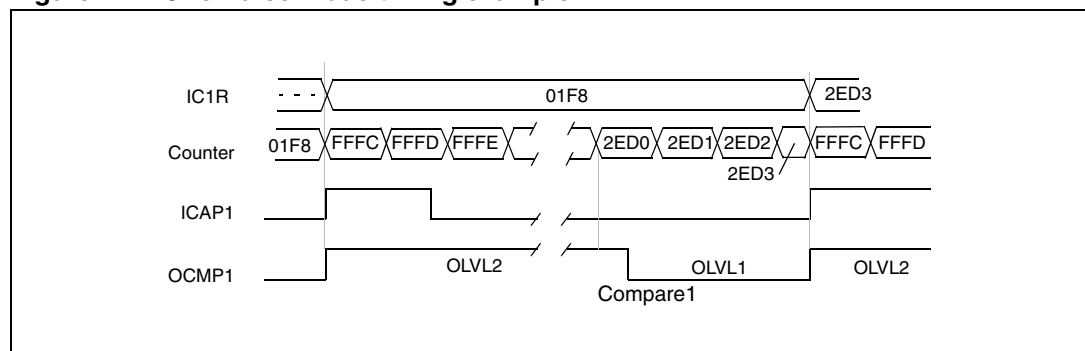 IC1R - - - 01F8 2ED3
Counter 01F8 FFFC FFFD FFFE 2ED0 2ED1 2ED2 FFFC FFFD
2ED3
ICAP1
OCMP1 OLVL2 OLVL1 OLVL2
Compare1